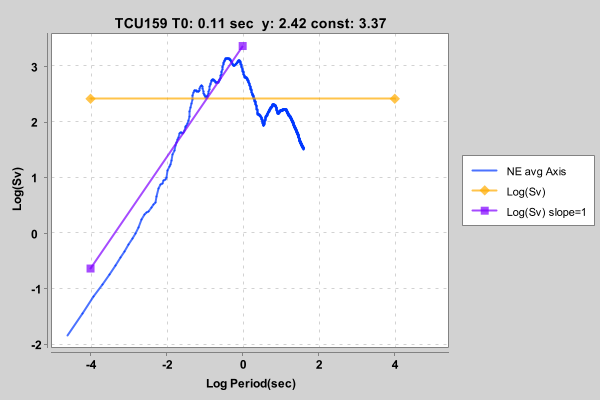 TCU159 T0: 0.11 sec  y: 2.42 const: 3.37
3
2
1
0
-1
-2
Log(Sv)
-4
-2
0
2
4
Log Period(sec)
NE avg Axis
Log(Sv)
Log(Sv) slope=1